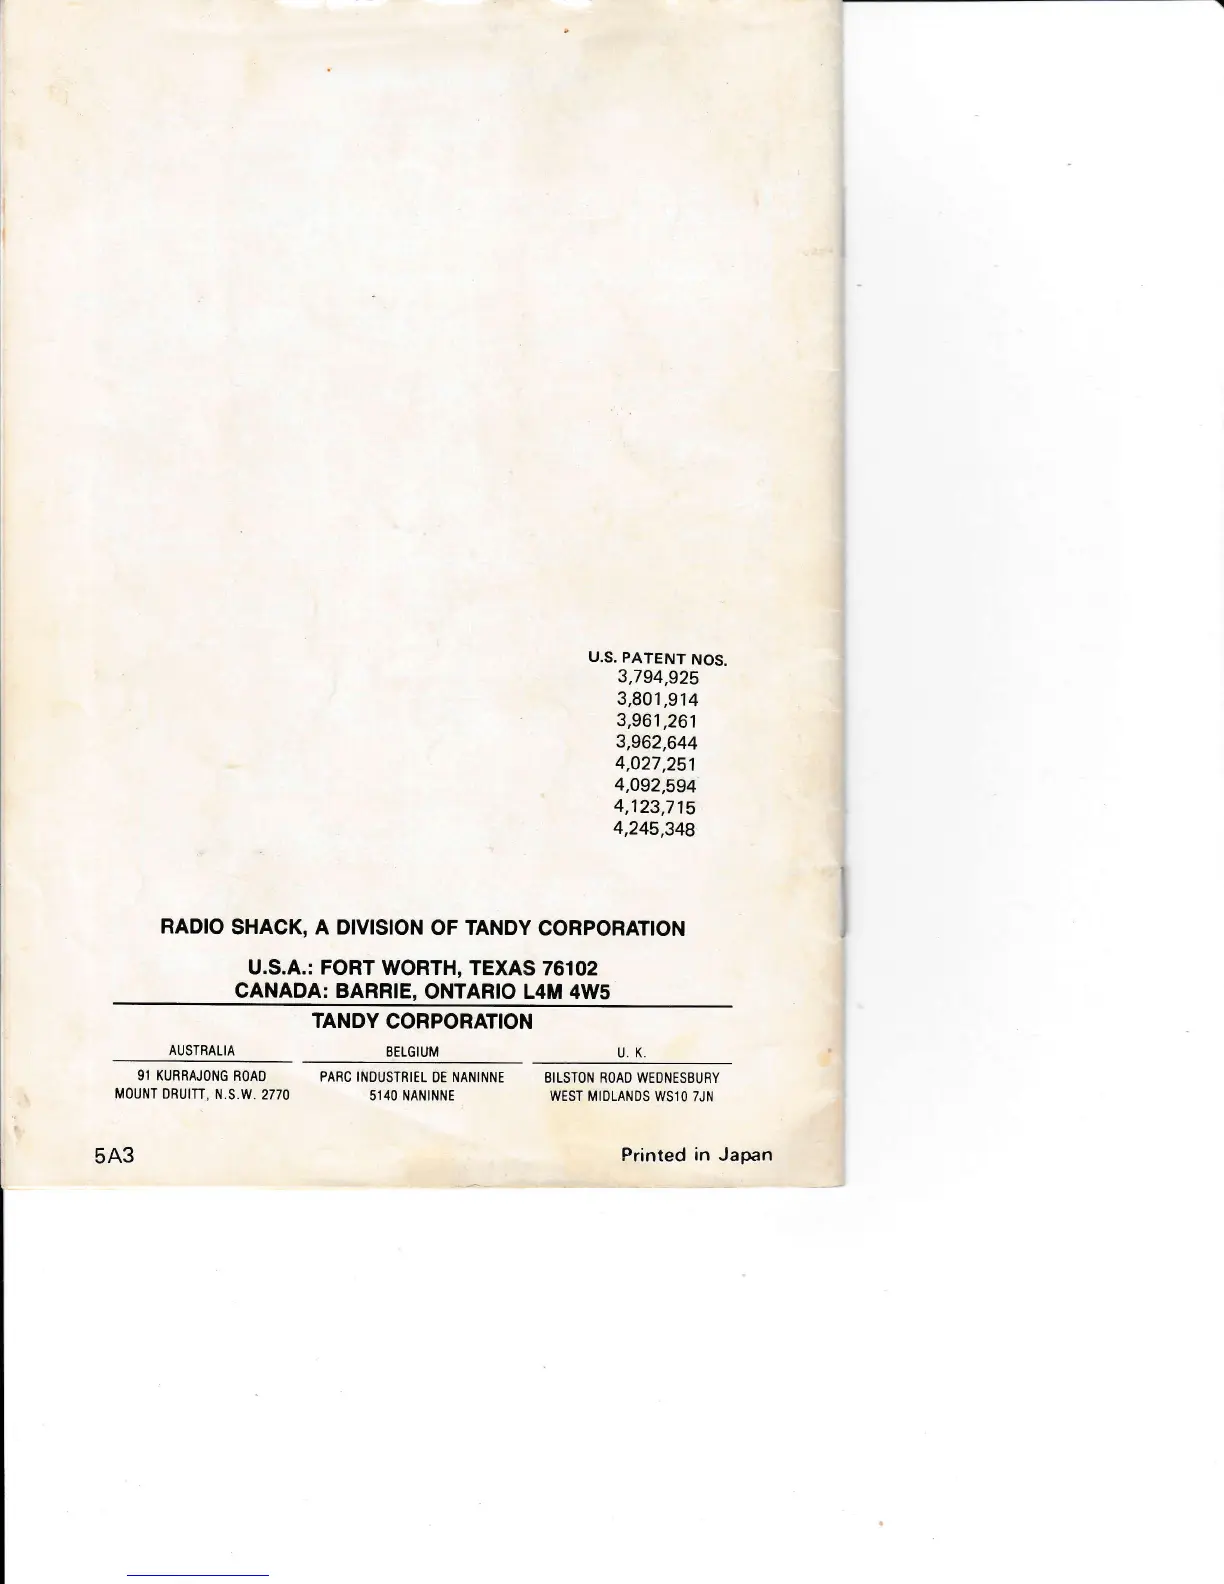 U.S. PATENT NOS.
3,794,925
3,801,914
3,961,261
3,962,644
4,027,251
4,092,594
4,123,715
4,245,348
RADIO SHACK, A DIVISION OF TANDY CORPORATION
U.S.A.: FORT WORTH, TEXAS 76102
CANADA: BARRIE, ONTARIO L4M 4W5
TANDY CORPORATION
AUSTRALIA
91 KURRAJONG ROAD
MOUNT DRUITT, N.S.W. 2770
BELGIUM
PARC INDUSTRIEL DE NANINNE
5140 NANINNE
U. K.
BILSTON ROAD WEDNESBURY
WEST MIDLANDS WS10 7JN
5A3
Printed in Japan